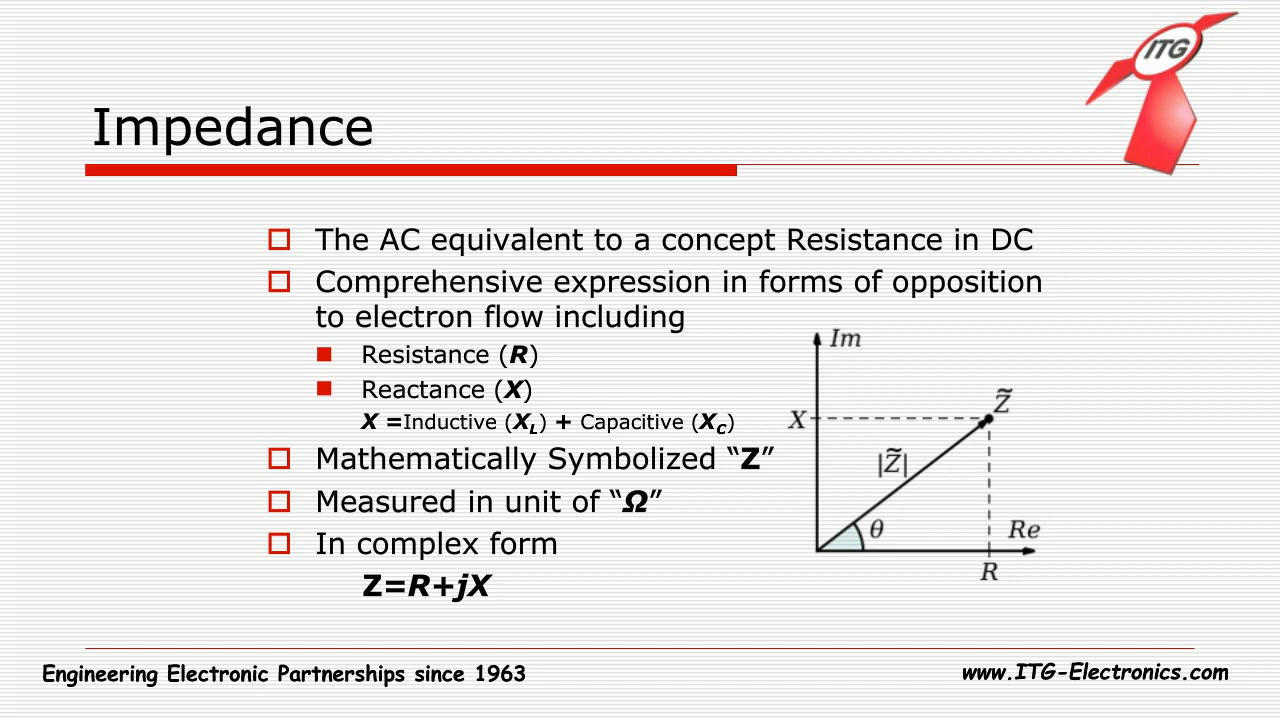 ITG
Impedance
The AC equivalent to a concept Resistance in DC
Comprehensive expression in forms of opposition
to electron flow including
Resistance (R)
Reactance (X)
X =Inductive (XL) + Capacitive (XC)
Mathematically Symbolized “Z”
Measured in unit of “Ω”
In complex form
Z=R+jX
Im
Z̃
X
|Z̃|
θ
Re
R
Engineering Electronic Partnerships since 1963
www.ITG-Electronics.com